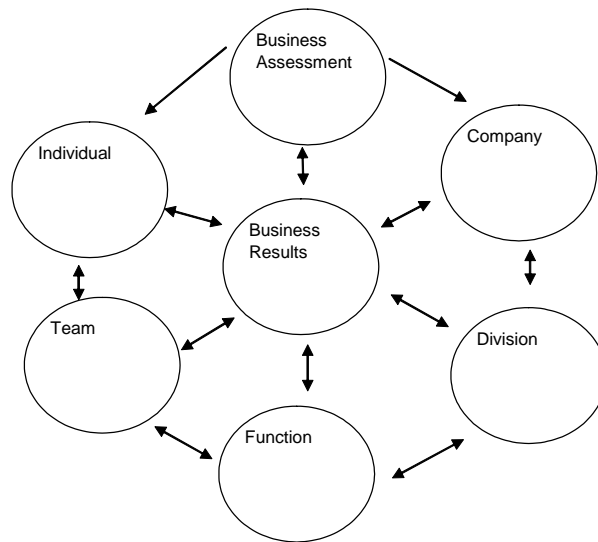 Business
Assessment
Individual
Company
Business
Results
Team
Division
Function